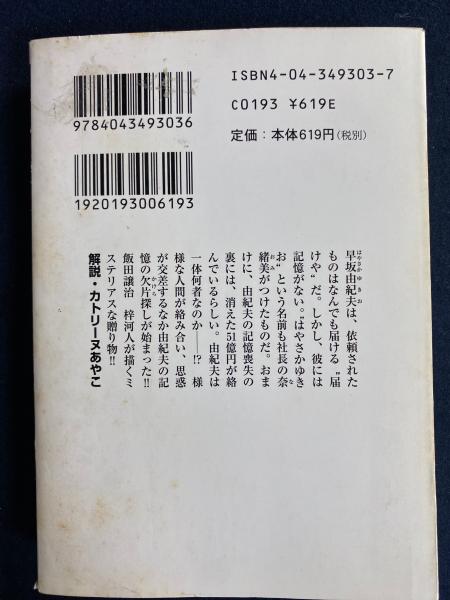 ISBN4-04-349303-7
C0193 ¥619E
定価：本体619円(税別)
9784043493036
1920193006193
早坂由紀夫は、依頼された
ものはなんでも届ける〝届
けや〟だ。しかし、彼には
記憶がない。〝はやさかゆき
お〟という名前も社長の奈
緒美がつけたものだ。おま
けに、由紀夫の記憶喪失の
裏には、消えた51億円が絡
んでいるらしい。由紀夫は
一体何者なのか――!?　様
様な人間が絡み合い、思惑
が交差するなか由紀夫の記
憶の欠片探しが始まった!!
飯田譲治　梓河人が描くミ
ステリアスな贈り物!!
解説・カトリーヌあやこ